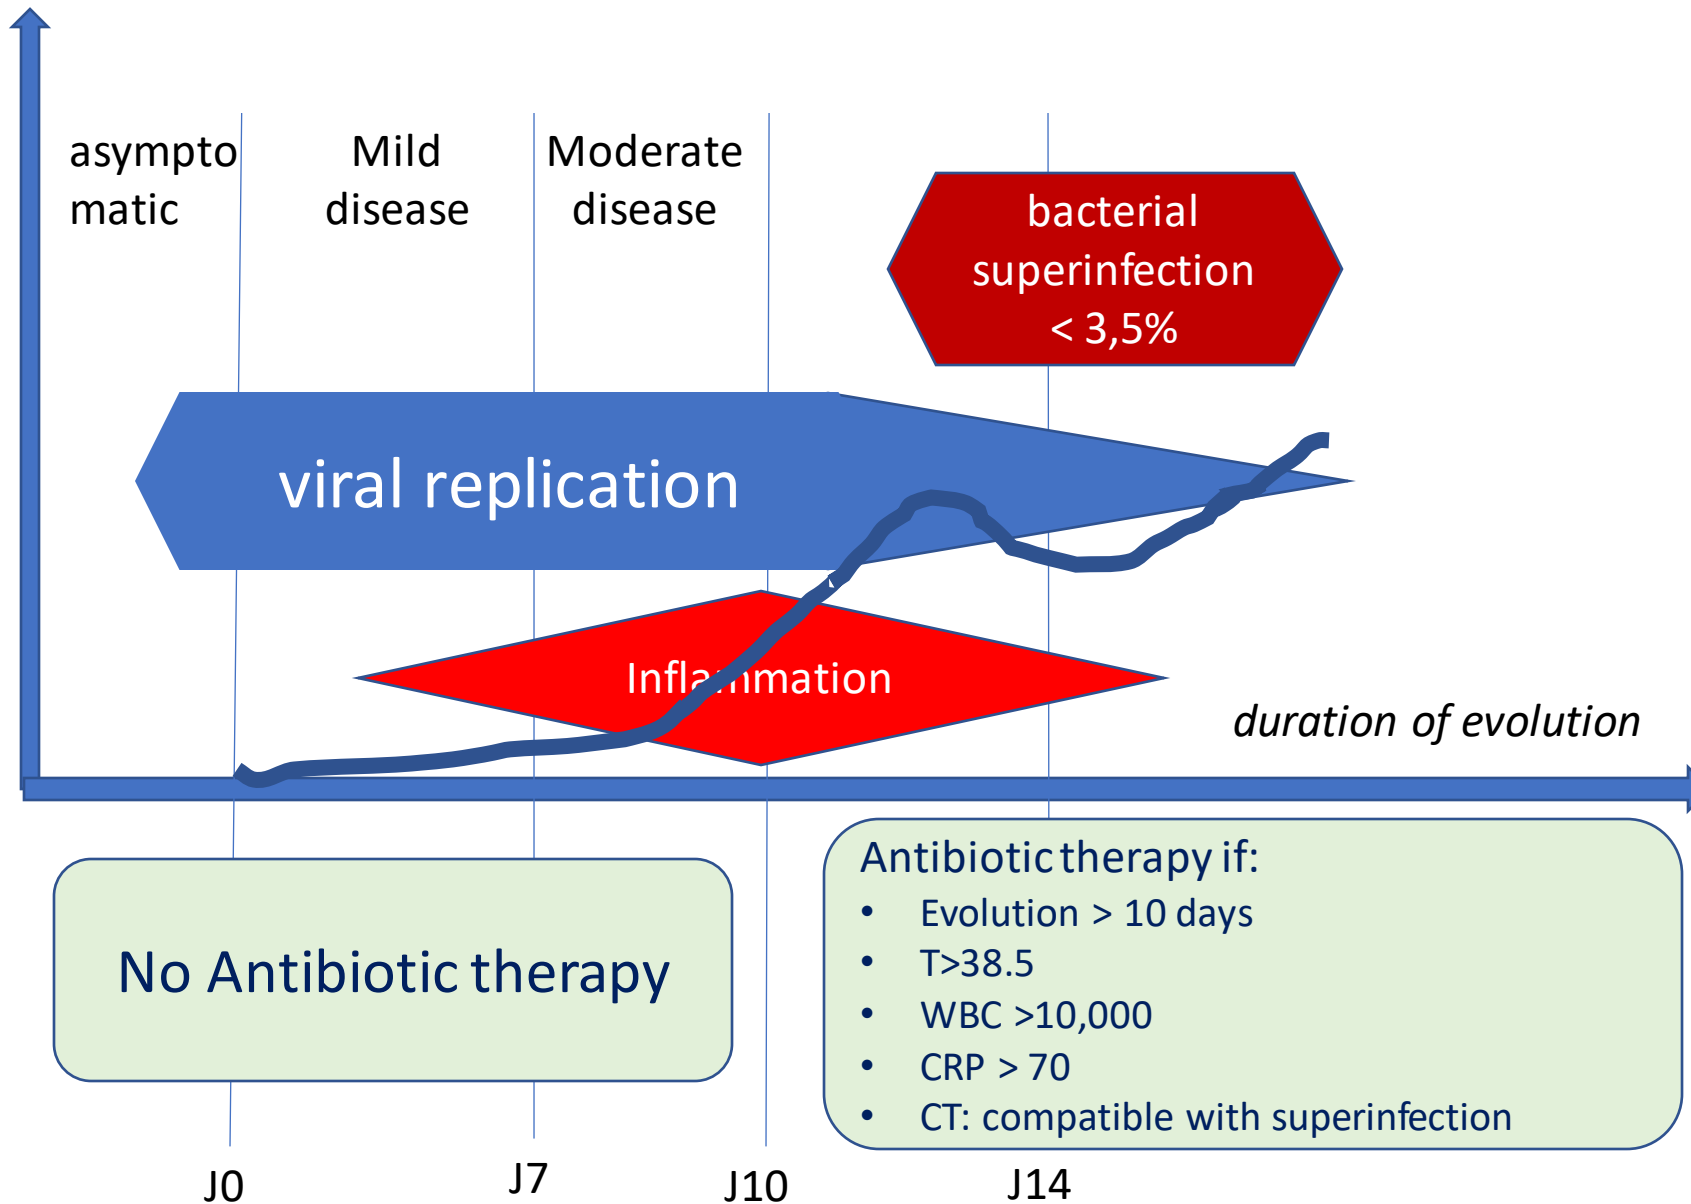 asympto
matic
Mild
disease
Moderate
disease
bacterial
superinfection
< 3,5%
viral replication
Inflammation
duration of evolution
No Antibiotic therapy
Antibiotic therapy if:
• Evolution > 10 days
• T>38.5
• WBC >10,000
• CRP > 70
• CT: compatible with superinfection
J0
J7
J10
J14